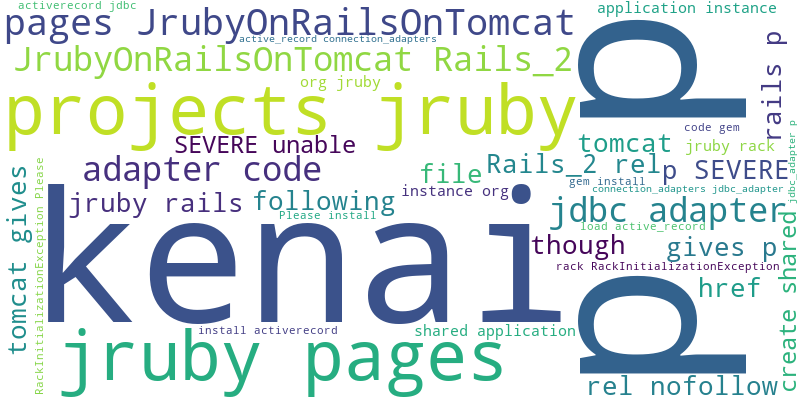 activerecord jdbc
application instance
pages JrubyOnRailsOnTomcat
active_record connection_adapters
JrubyOnRailsOnTomcat Rails_2
p p
rails p
org jruby
projects jruby
code gem
SEVERE unable
tomcat
jruby rack
adapter code
file
Rails_2 rel
p SEVERE
jdbc_adapter p
gem install
instance org
connection_adapters jdbc_adapter
jruby rails
following
Please install
jdbc adapter
load active_record
kenai
though
gives p
tomcat gives
RackInitializationException Please
rack RackInitializationException
href
create shared
install activerecord
shared application
jruby pages
rel nofollow